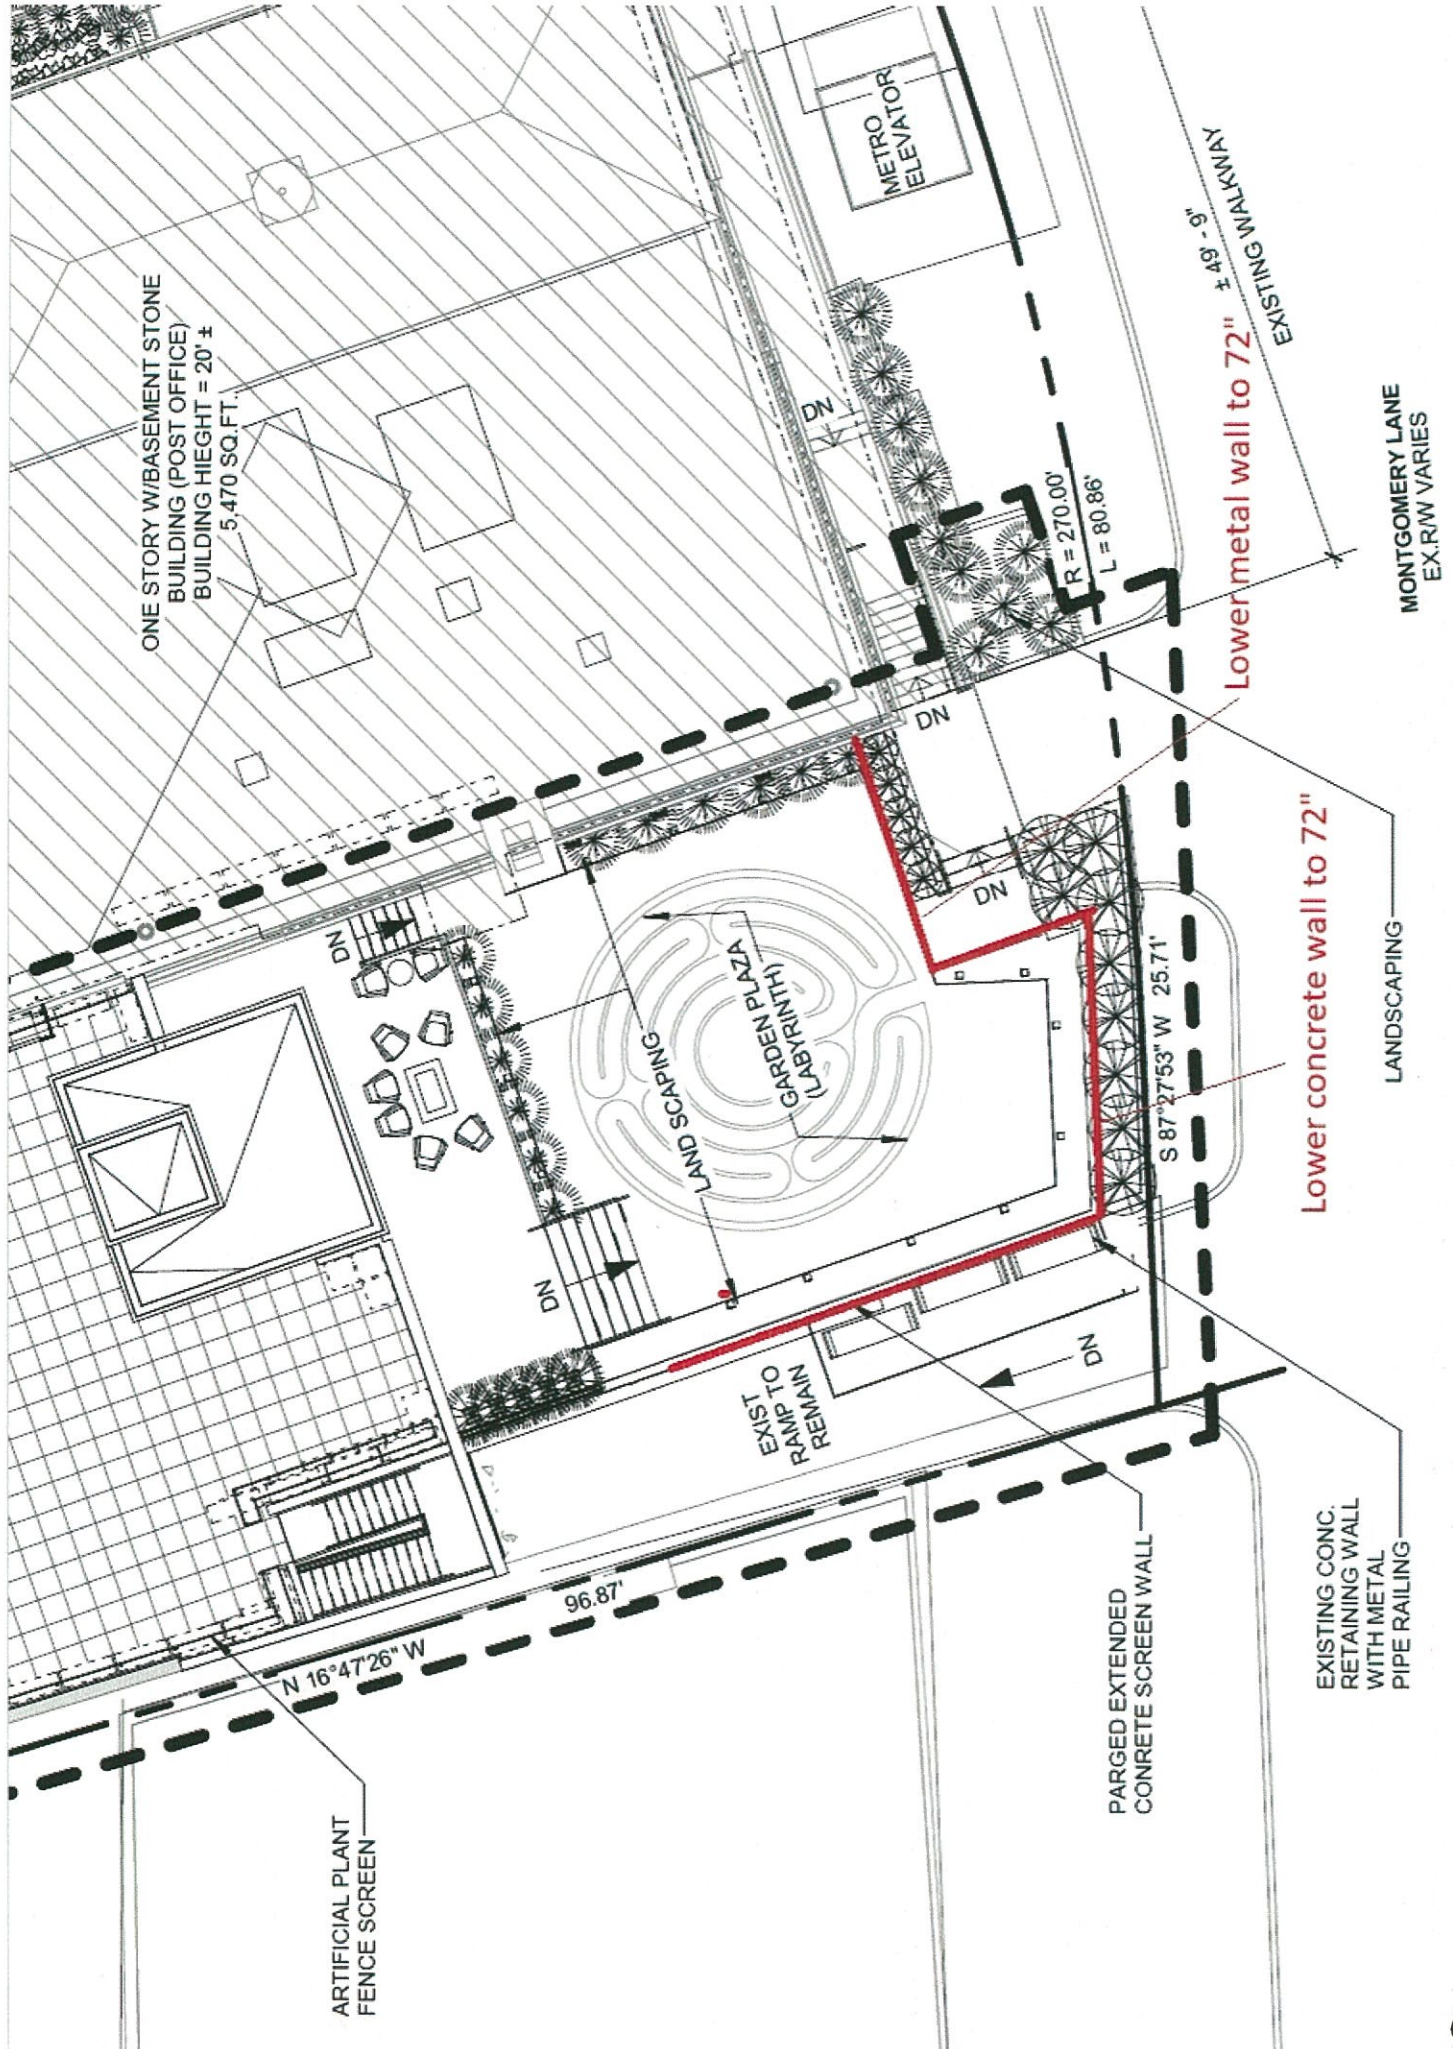 ONE STORY W/BASEMENT STONE
BUILDING (POST OFFICE)
BUILDING HIEGHT = 20' ±
5,470 SQ.FT.
METRO
ELEVATOR
DN
± 49' - 9"
EXISTING WALKWAY
R = 270.00'
L = 80.86'
Lower metal wall to 72"
MONTGOMERY LANE
EX.R/W VARIES
DN
DN
DN
LAND SCAPING
GARDEN PLAZA
(LABYRINTH)
S 87°27'53" W 25.71'
Lower concrete wall to 72"
LANDSCAPING
DN
EXIST
RAMP TO
REMAIN
DN
N 16°47'26" W
96.87'
ARTIFICIAL PLANT
FENCE SCREEN
PARGED EXTENDED
CONRETE SCREEN WALL
EXISTING CONC.
RETAINING WALL
WITH METAL
PIPE RAILING